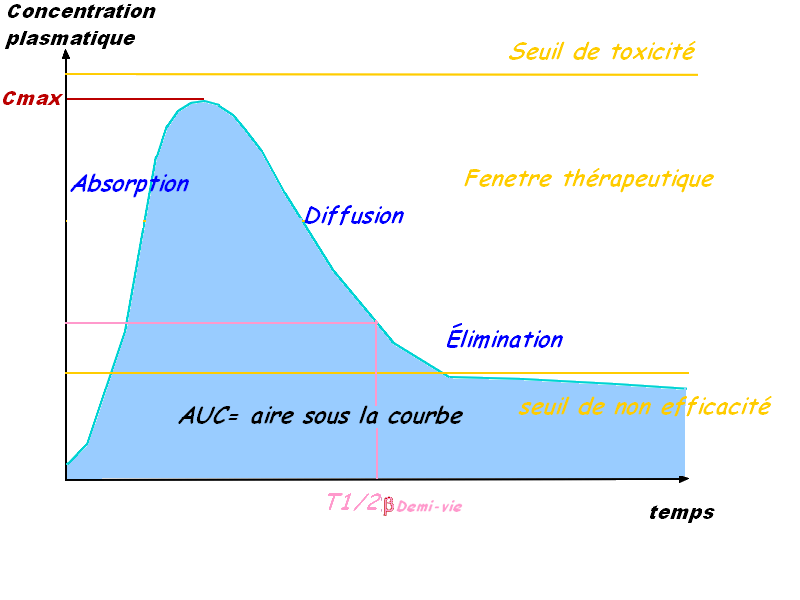 Concentration
plasmatique
Seuil de toxicité
Cmax
Absorption
Fenetre thérapeutique
Diffusion
Élimination
AUC= aire sous la courbe
seuil de non efficacité
T1/2β Demi-vie
temps